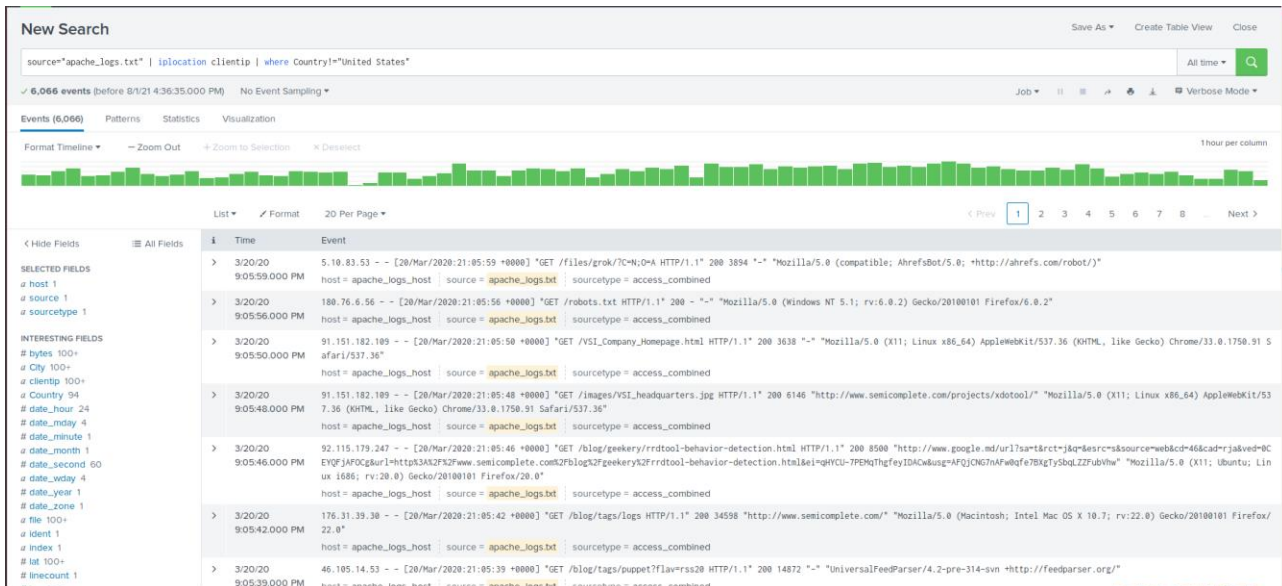 New Search
Save As ▾ Create Table View Close
source="apache_logs.txt" | iplocation clientip | where Country!="United States"
All time ▾
✓ 6,066 events (before 8/1/21 4:36:35.000 PM) No Event Sampling ▾
Job ▾ Verbose Mode ▾
Events (6,066) Patterns Statistics Visualization
Format Timeline ▾ — Zoom Out + Zoom to Selection × Deselect
1 hour per column
List ▾ Format 20 Per Page ▾
< Prev 1 2 3 4 5 6 7 8 ... Next >
< Hide Fields All Fields
SELECTED FIELDS
a host 1
a source 1
a sourcetype 1
INTERESTING FIELDS
# bytes 100+
a City 100+
a clientip 100+
a Country 94
# date_hour 24
# date_mday 4
# date_minute 1
a date_month 1
# date_second 60
a date_wday 4
# date_year 1
# date_zone 1
a file 100+
a ident 1
a index 1
# lat 100+
# linecount 1
i Time Event
> 3/20/20 5.10.83.53 - - [20/Mar/2020:21:05:59 +0000] "GET /files/grok/?C=N;O=A HTTP/1.1" 200 3894 "-" "Mozilla/5.0 (compatible; AhrefsBot/5.0; +http://ahrefs.com/robot/)"
9:05:59.000 PM
host = apache_logs_host source = apache_logs.txt sourcetype = access_combined
> 3/20/20 180.76.6.56 - - [20/Mar/2020:21:05:56 +0000] "GET /robots.txt HTTP/1.1" 200 - "-" "Mozilla/5.0 (Windows NT 5.1; rv:6.0.2) Gecko/20100101 Firefox/6.0.2"
9:05:56.000 PM
host = apache_logs_host source = apache_logs.txt sourcetype = access_combined
> 3/20/20 91.151.182.109 - - [20/Mar/2020:21:05:50 +0000] "GET /VSI_Company_Homepage.html HTTP/1.1" 200 3638 "-" "Mozilla/5.0 (X11; Linux x86_64) AppleWebKit/537.36 (KHTML, like Gecko) Chrome/33.0.1750.91 S
9:05:50.000 PM afari/537.36"
host = apache_logs_host source = apache_logs.txt sourcetype = access_combined
> 3/20/20 91.151.182.109 - - [20/Mar/2020:21:05:48 +0000] "GET /images/VSI_headquarters.jpg HTTP/1.1" 200 6146 "http://www.semicomplete.com/projects/xdotool/" "Mozilla/5.0 (X11; Linux x86_64) AppleWebKit/53
9:05:48.000 PM 7.36 (KHTML, like Gecko) Chrome/33.0.1750.91 Safari/537.36"
host = apache_logs_host source = apache_logs.txt sourcetype = access_combined
> 3/20/20 92.115.179.247 - - [20/Mar/2020:21:05:46 +0000] "GET /blog/geekery/rrdtool-behavior-detection.html HTTP/1.1" 200 8500 "http://www.google.md/url?sa=t&rct=j&q=&esrc=s&source=web&cd=46&cad=rja&ved=0C
9:05:46.000 PM
ux i686; rv:20.0) Gecko/20100101 Firefox/20.0"
host = apache_logs_host source = apache_logs.txt sourcetype = access_combined
> 3/20/20 176.31.39.30 - - [20/Mar/2020:21:05:42 +0000] "GET /blog/tags/logs HTTP/1.1" 200 34598 "http://www.semicomplete.com/" "Mozilla/5.0 (Macintosh; Intel Mac OS X 10.7; rv:22.0) Gecko/20100101 Firefox/
9:05:42.000 PM 22.0"
host = apache_logs_host source = apache_logs.txt sourcetype = access_combined
> 3/20/20 46.105.14.53 - - [20/Mar/2020:21:05:39 +0000] "GET /blog/tags/puppet?flav=rss20 HTTP/1.1" 200 14872 "-" "UniversalFeedParser/4.2-pre-314-svn +http://feedparser.org/"
9:05:39.000 PM